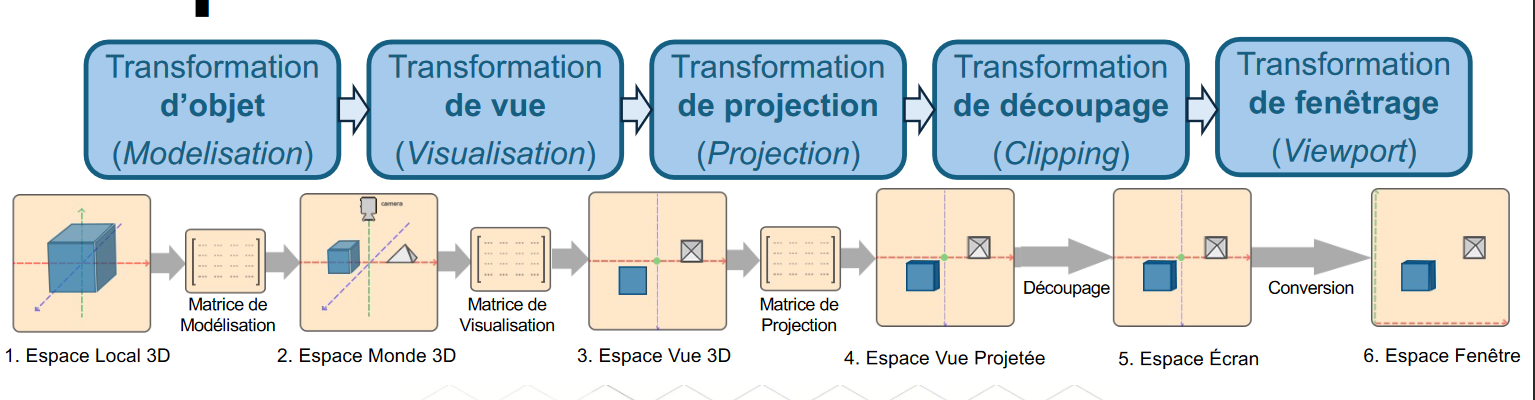 Transformation
d’objet
(Modelisation)
Transformation
de vue
(Visualisation)
Transformation
de projection
(Projection)
Transformation
de découpage
(Clipping)
Transformation
de fenêtrage
(Viewport)
camera
Matrice de
Modélisation
Matrice de
Visualisation
Matrice de
Projection
Découpage
Conversion
1. Espace Local 3D
2. Espace Monde 3D
3. Espace Vue 3D
4. Espace Vue Projetée
5. Espace Écran
6. Espace Fenêtre